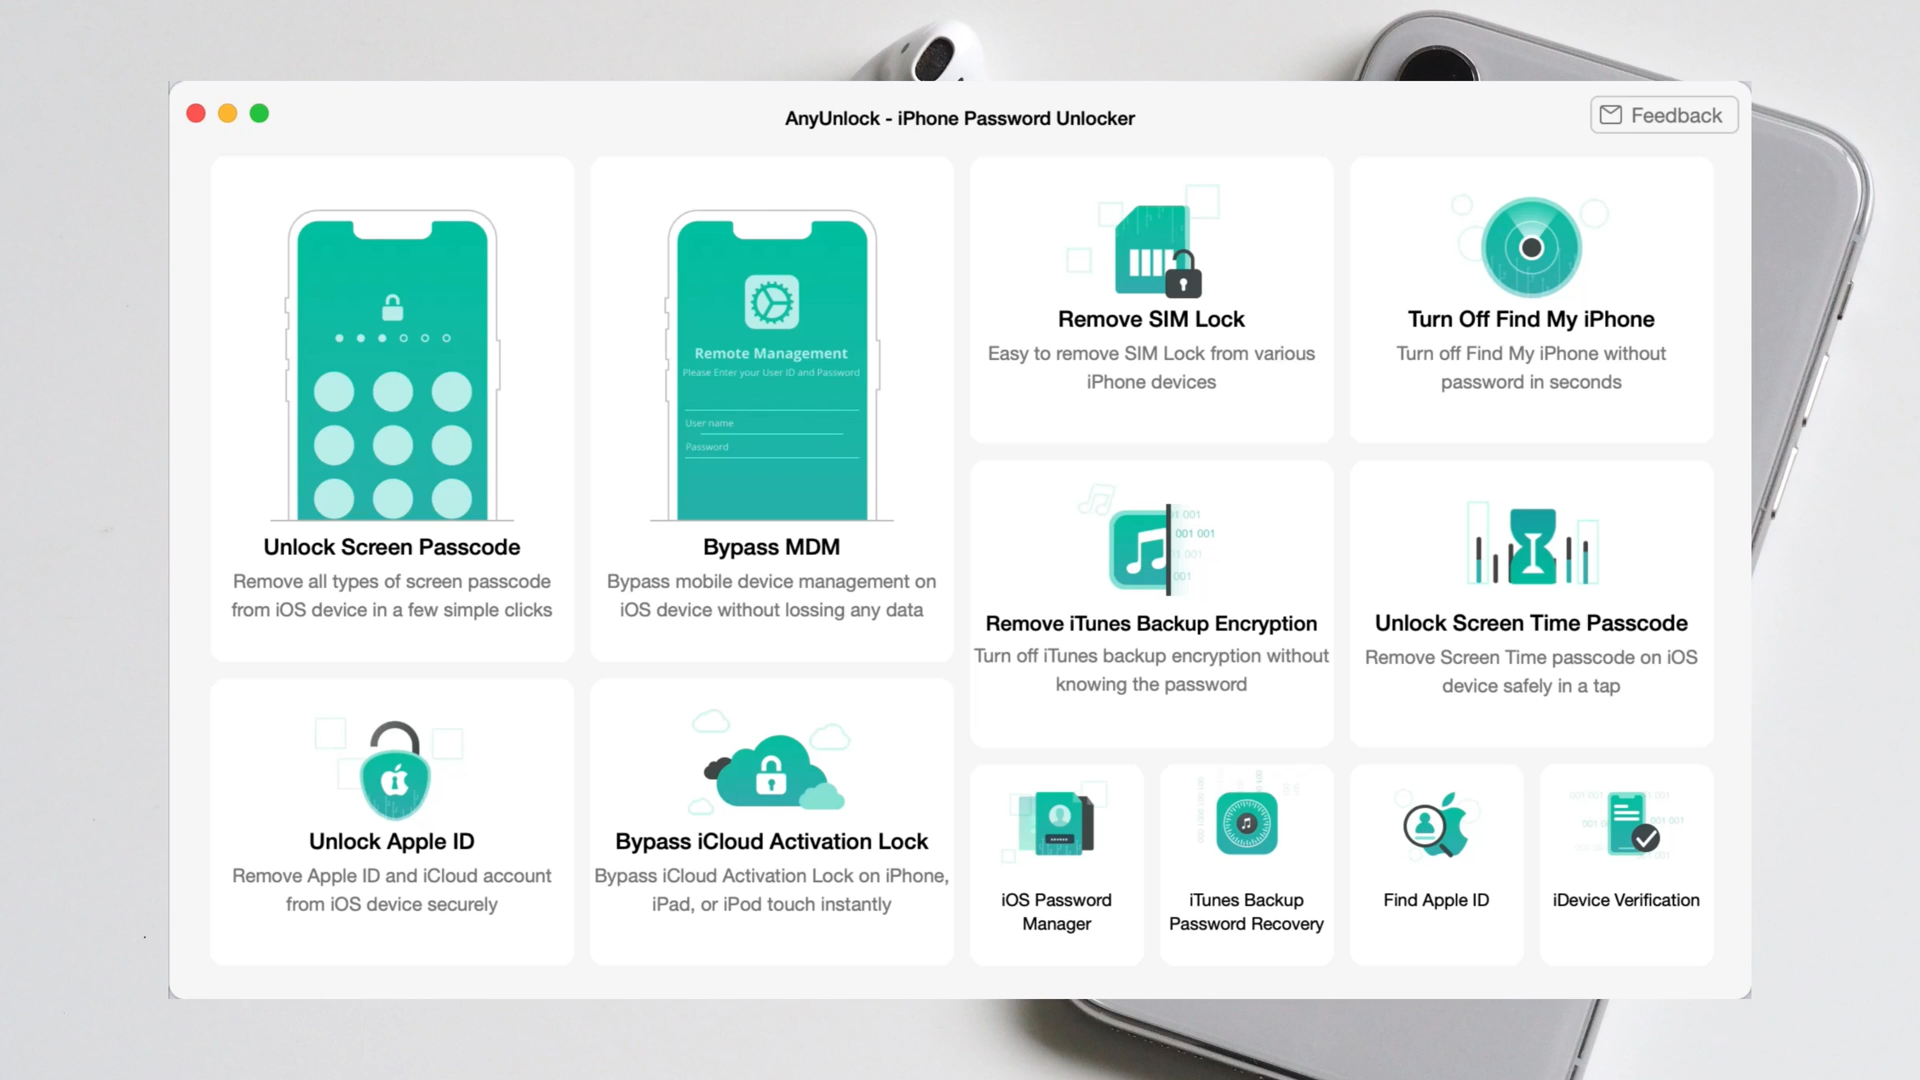 AnyUnlock - iPhone Password Unlocker
Feedback
Remote Management
Please Enter your User ID and Password
User name
Password
Unlock Screen Passcode
Remove all types of screen passcode
from iOS device in a few simple clicks
Bypass MDM
Bypass mobile device management on
iOS device without lossing any data
Remove SIM Lock
Easy to remove SIM Lock from various
iPhone devices
Turn Off Find My iPhone
Turn off Find My iPhone without
password in seconds
001
001 001
001
001
Remove iTunes Backup Encryption
Turn off iTunes backup encryption without
knowing the password
Unlock Screen Time Passcode
Remove Screen Time passcode on iOS
device safely in a tap
Unlock Apple ID
Remove Apple ID and iCloud account
from iOS device securely
Bypass iCloud Activation Lock
Bypass iCloud Activation Lock on iPhone,
iPad, or iPod touch instantly
iOS Password
Manager
iTunes Backup
Password Recovery
Find Apple ID
iDevice Verification